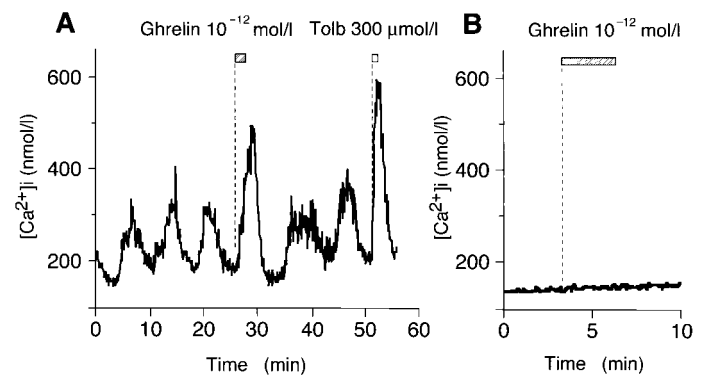 A
Ghrelin 10⁻¹² mol/l
Tolb 300 µmol/l
[Ca²⁺]i (nmol/l)
600
400
200
0
10
20
30
40
50
60
Time (min)
B
Ghrelin 10⁻¹² mol/l
[Ca²⁺]i (nmol/l)
600
400
200
0
5
10
Time (min)